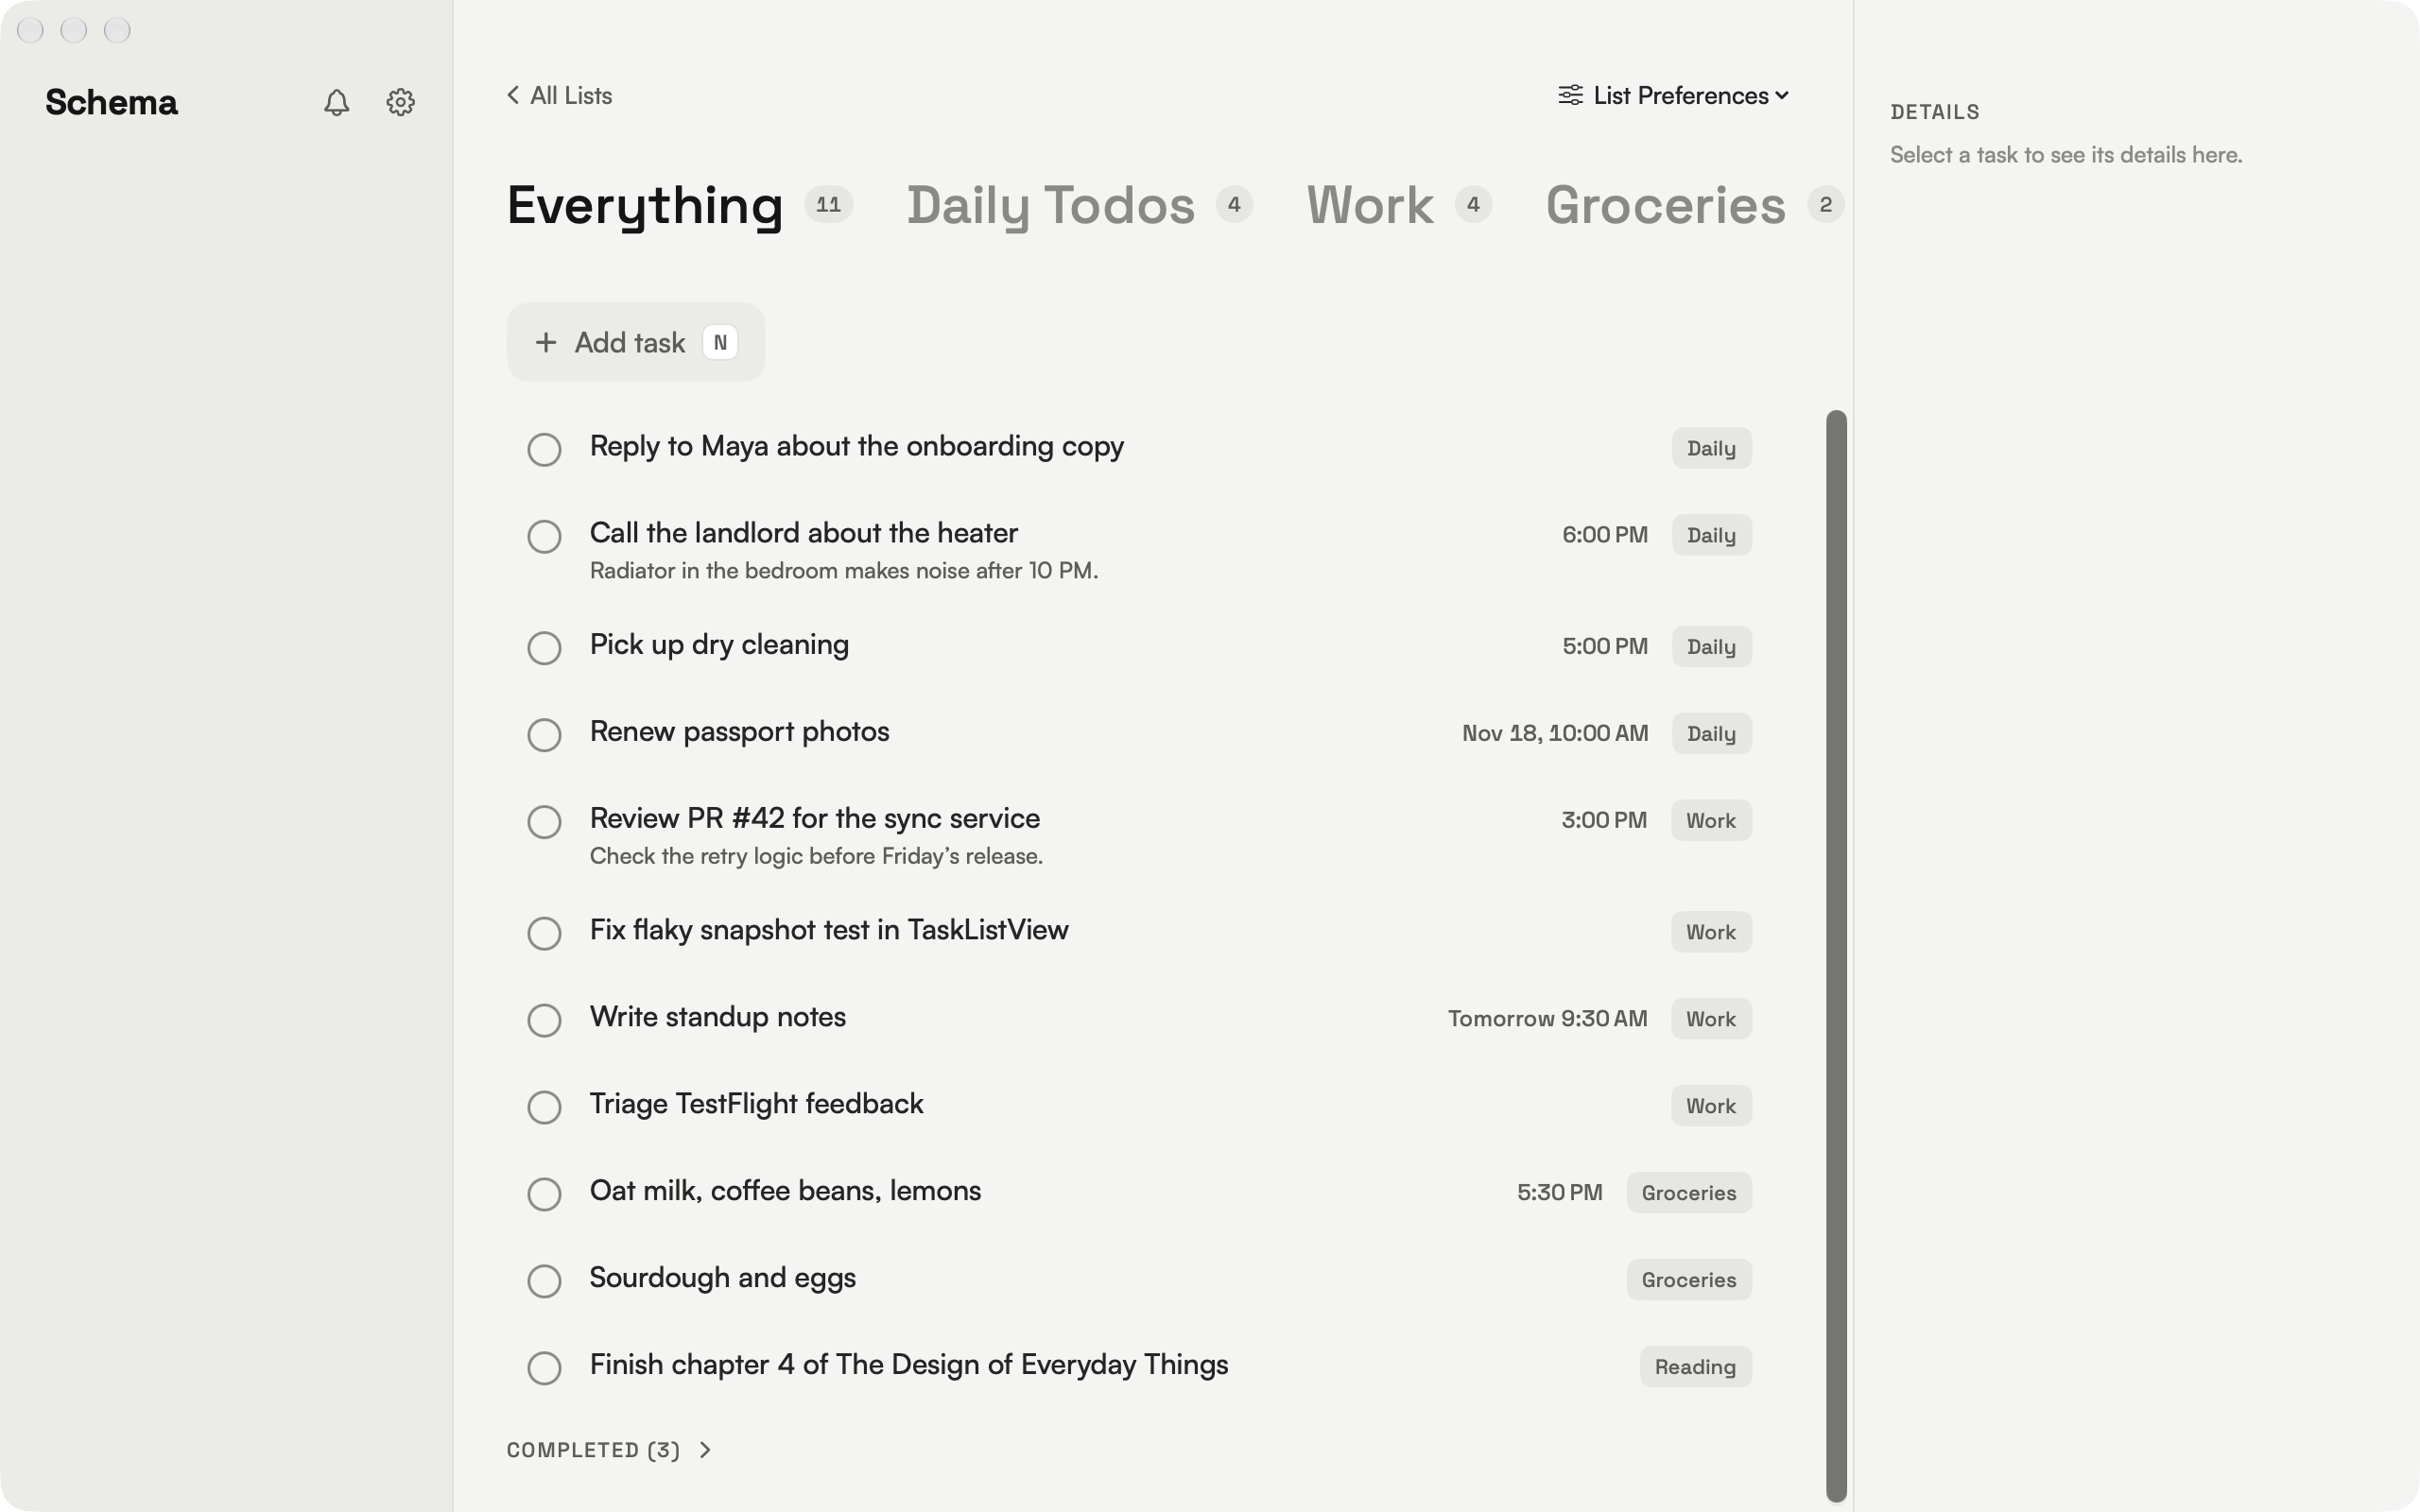 Schema
All Lists
List Preferences
Everything 11 Daily Todos 4 Work 4 Groceries 2
+ Add task N
Reply to Maya about the onboarding copy Daily
Call the landlord about the heater 6:00 PM Daily
Radiator in the bedroom makes noise after 10 PM.
Pick up dry cleaning 5:00 PM Daily
Renew passport photos Nov 18, 10:00 AM Daily
Review PR #42 for the sync service 3:00 PM Work
Check the retry logic before Friday’s release.
Fix flaky snapshot test in TaskListView Work
Write standup notes Tomorrow 9:30 AM Work
Triage TestFlight feedback Work
Oat milk, coffee beans, lemons 5:30 PM Groceries
Sourdough and eggs Groceries
Finish chapter 4 of The Design of Everyday Things Reading
COMPLETED (3)
DETAILS
Select a task to see its details here.